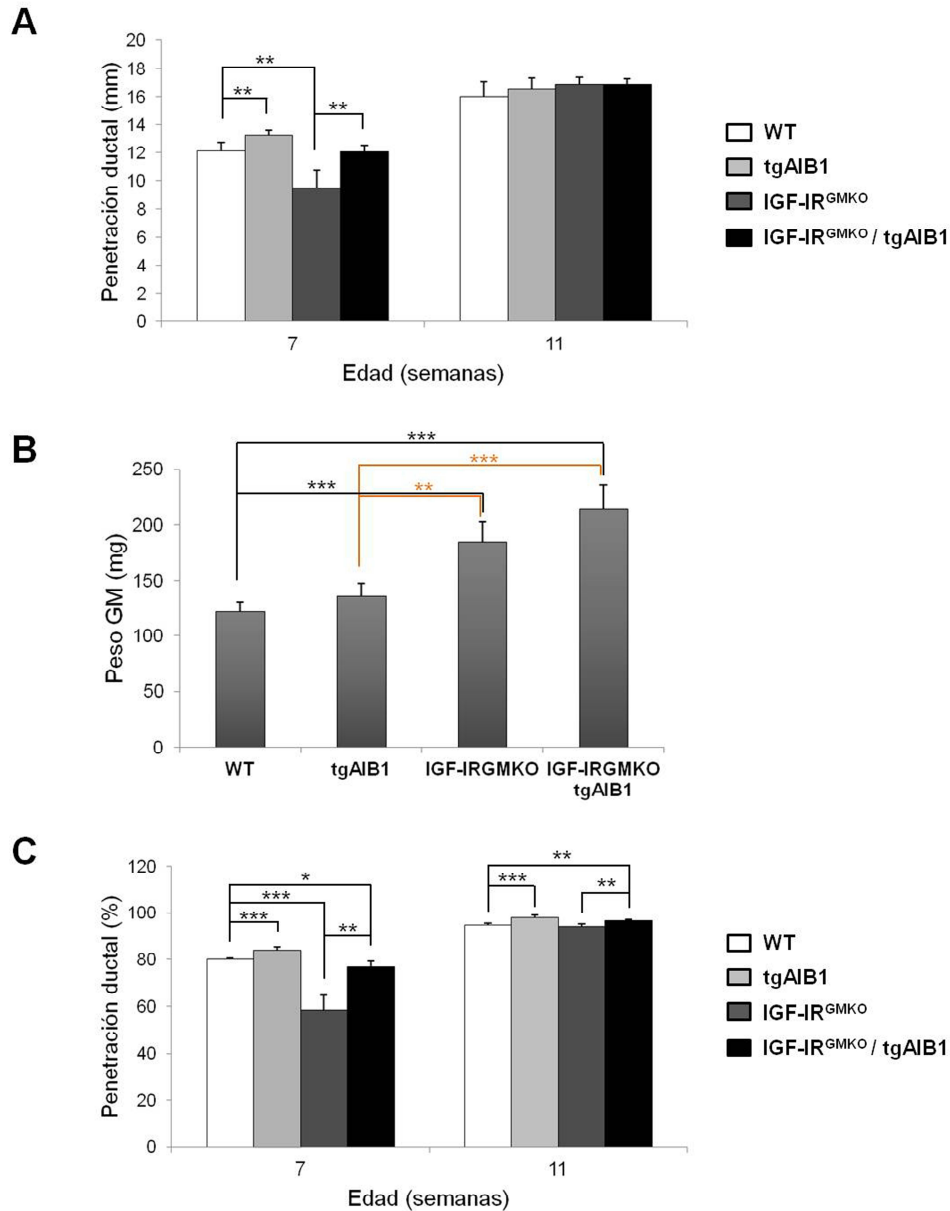 A
Penetración ductal (mm)
20
18
16
14
12
10
8
6
4
2
0
**
**
**
7
11
Edad (semanas)
WT
tgAIB1
IGF-IRGMKO
IGF-IRGMKO / tgAIB1
B
Peso GM (mg)
250
200
150
100
50
0
***
***
***
**
WT
tgAIB1
IGF-IRGMKO
IGF-IRGMKO
tgAIB1
C
Penetración ductal (%)
120
100
80
60
40
20
0
*
***
***
**
**
***
**
7
11
Edad (semanas)
WT
tgAIB1
IGF-IRGMKO
IGF-IRGMKO / tgAIB1